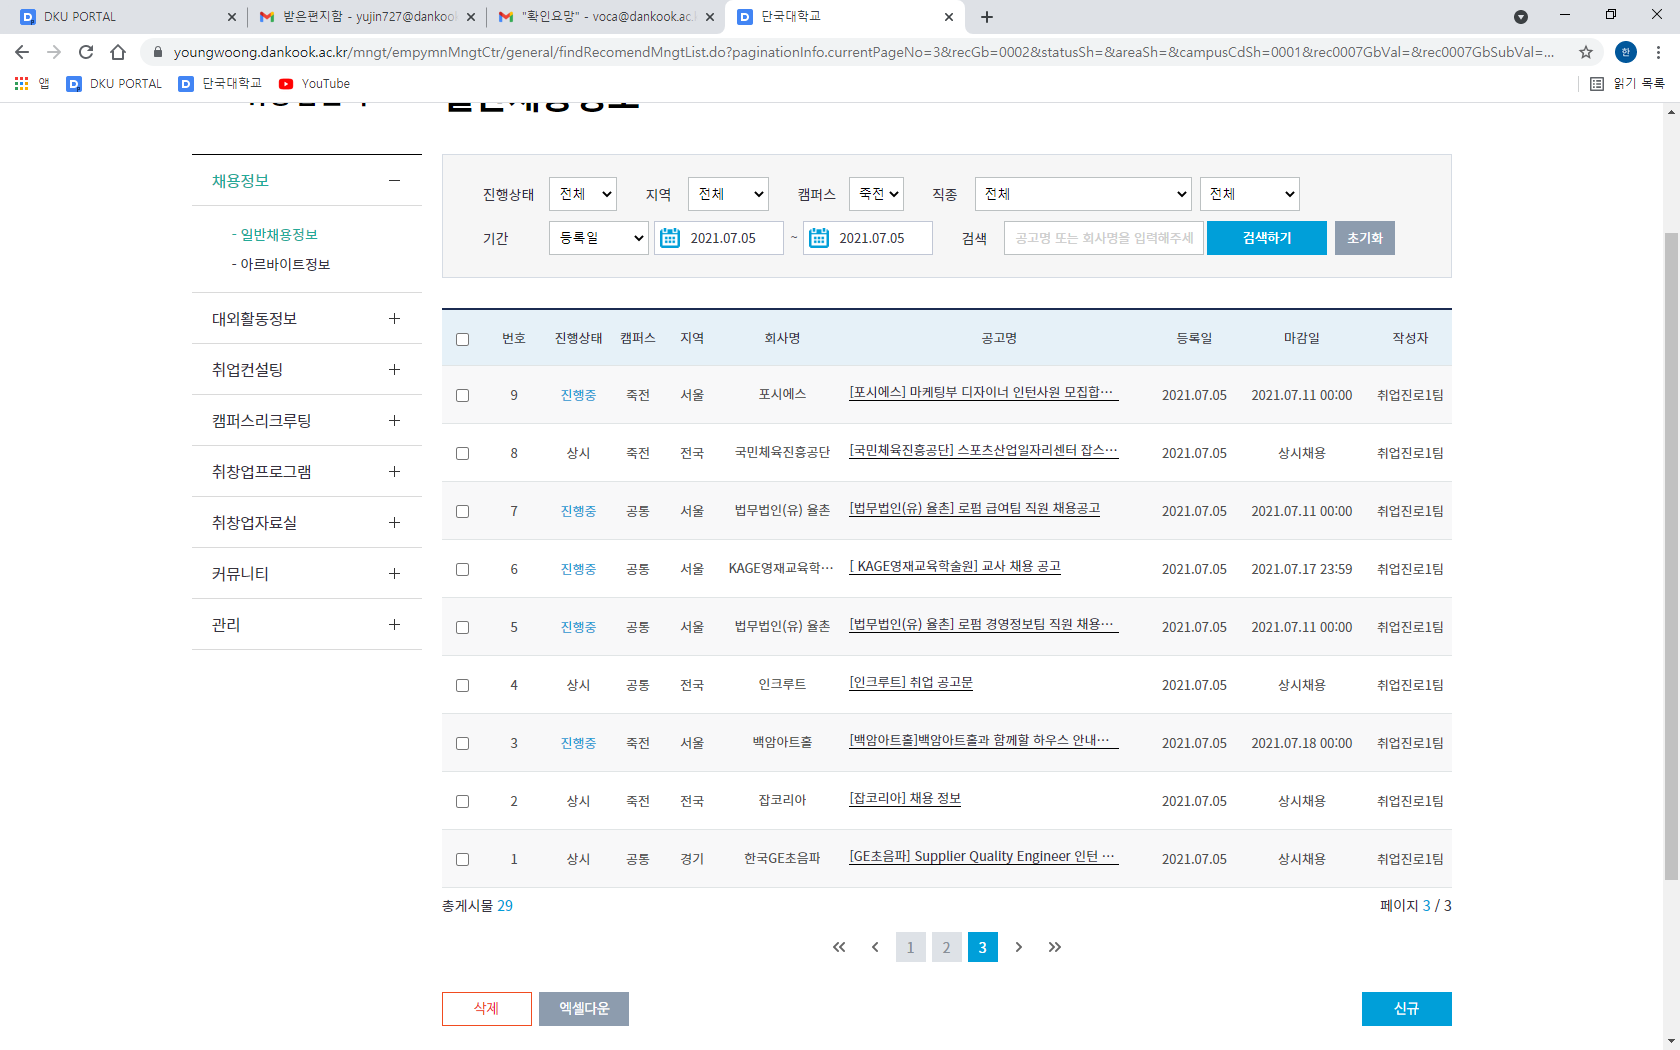 DKU PORTAL
받은편지함 - yujin727@dankook
"확인요망" - voca@dankook.ac.
단국대학교
youngwoong.dankook.ac.kr/mngt/empymnMngtCtr/general/findRecomendMngtList.do?paginationInfo.currentPageNo=3&recGb=0002&statusSh=&areaSh=&campusCdSh=0001&rec0007GbVal=&rec0007GbSubVal=...
한
앱
DKU PORTAL
단국대학교
YouTube
읽기 목록
일반채용정보
채용정보
- 일반채용정보
- 아르바이트정보
대외활동정보
취업컨설팅
캠퍼스리크루팅
취창업프로그램
취창업자료실
커뮤니티
관리
진행상태 전체 지역 전체 캠퍼스 죽전 직종 전체 전체
기간 등록일 2021.07.05 ~ 2021.07.05 검색 공고명 또는 회사명을 입력해주세 검색하기 초기화
번호 진행상태 캠퍼스 지역 회사명 공고명 등록일 마감일 작성자
9 진행중 죽전 서울 포시에스 [포시에스] 마케팅부 디자이너 인턴사원 모집합… 2021.07.05 2021.07.11 00:00 취업진로1팀
8 상시 죽전 전국 국민체육진흥공단 [국민체육진흥공단] 스포츠산업일자리센터 잡스… 2021.07.05 상시채용 취업진로1팀
7 진행중 공통 서울 법무법인(유) 율촌 [법무법인(유) 율촌] 로펌 급여팀 직원 채용공고 2021.07.05 2021.07.11 00:00 취업진로1팀
6 진행중 공통 서울 KAGE영재교육학… [ KAGE영재교육학술원] 교사 채용 공고 2021.07.05 2021.07.17 23:59 취업진로1팀
5 진행중 공통 서울 법무법인(유) 율촌 [법무법인(유) 율촌] 로펌 경영정보팀 직원 채용… 2021.07.05 2021.07.11 00:00 취업진로1팀
4 상시 공통 전국 인크루트 [인크루트] 취업 공고문 2021.07.05 상시채용 취업진로1팀
3 진행중 죽전 서울 백암아트홀 [백암아트홀]백암아트홀과 함께할 하우스 안내… 2021.07.05 2021.07.18 00:00 취업진로1팀
2 상시 죽전 전국 잡코리아 [잡코리아] 채용 정보 2021.07.05 상시채용 취업진로1팀
1 상시 공통 경기 한국GE초음파 [GE초음파] Supplier Quality Engineer 인턴 … 2021.07.05 상시채용 취업진로1팀
총게시물 29 페이지 3 / 3
1 2 3
삭제 엑셀다운 신규